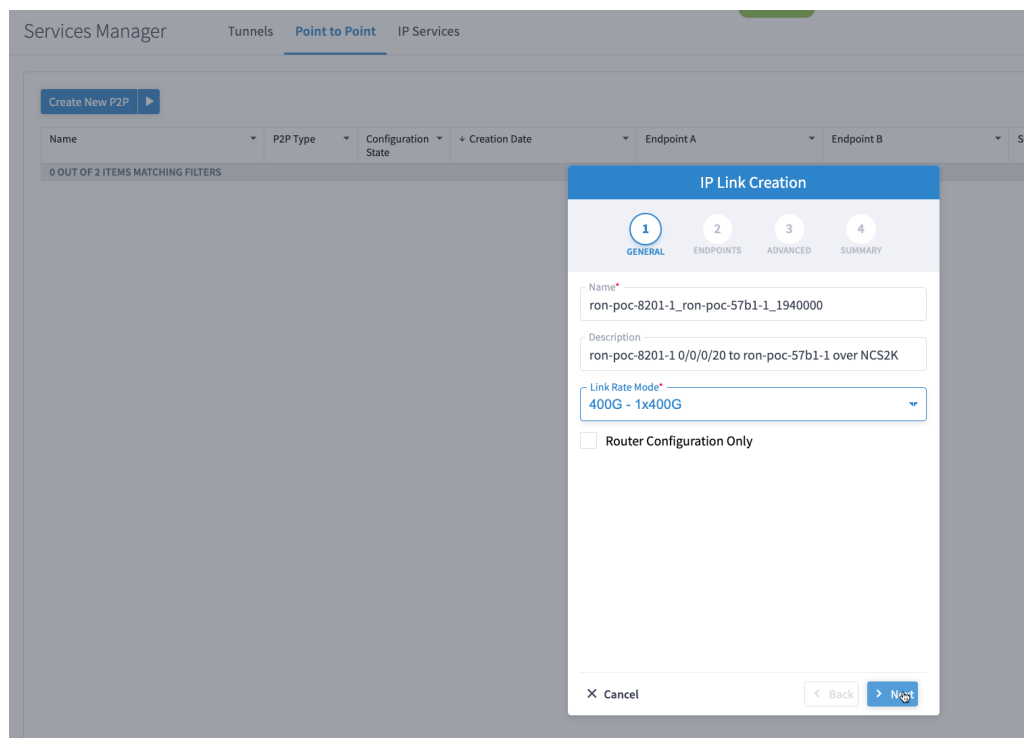 Services Manager
Tunnels
Point to Point
IP Services
Create New P2P
Name
P2P Type
Configuration State
Creation Date
Endpoint A
Endpoint B
S
0 OUT OF 2 ITEMS MATCHING FILTERS
IP Link Creation
1
2
3
4
GENERAL
ENDPOINTS
ADVANCED
SUMMARY
Name*
ron-poc-8201-1_ron-poc-57b1-1_1940000
Description
ron-poc-8201-1 0/0/0/20 to ron-poc-57b1-1 over NCS2K
Link Rate Mode*
400G - 1x400G
Router Configuration Only
Cancel
Back
Next